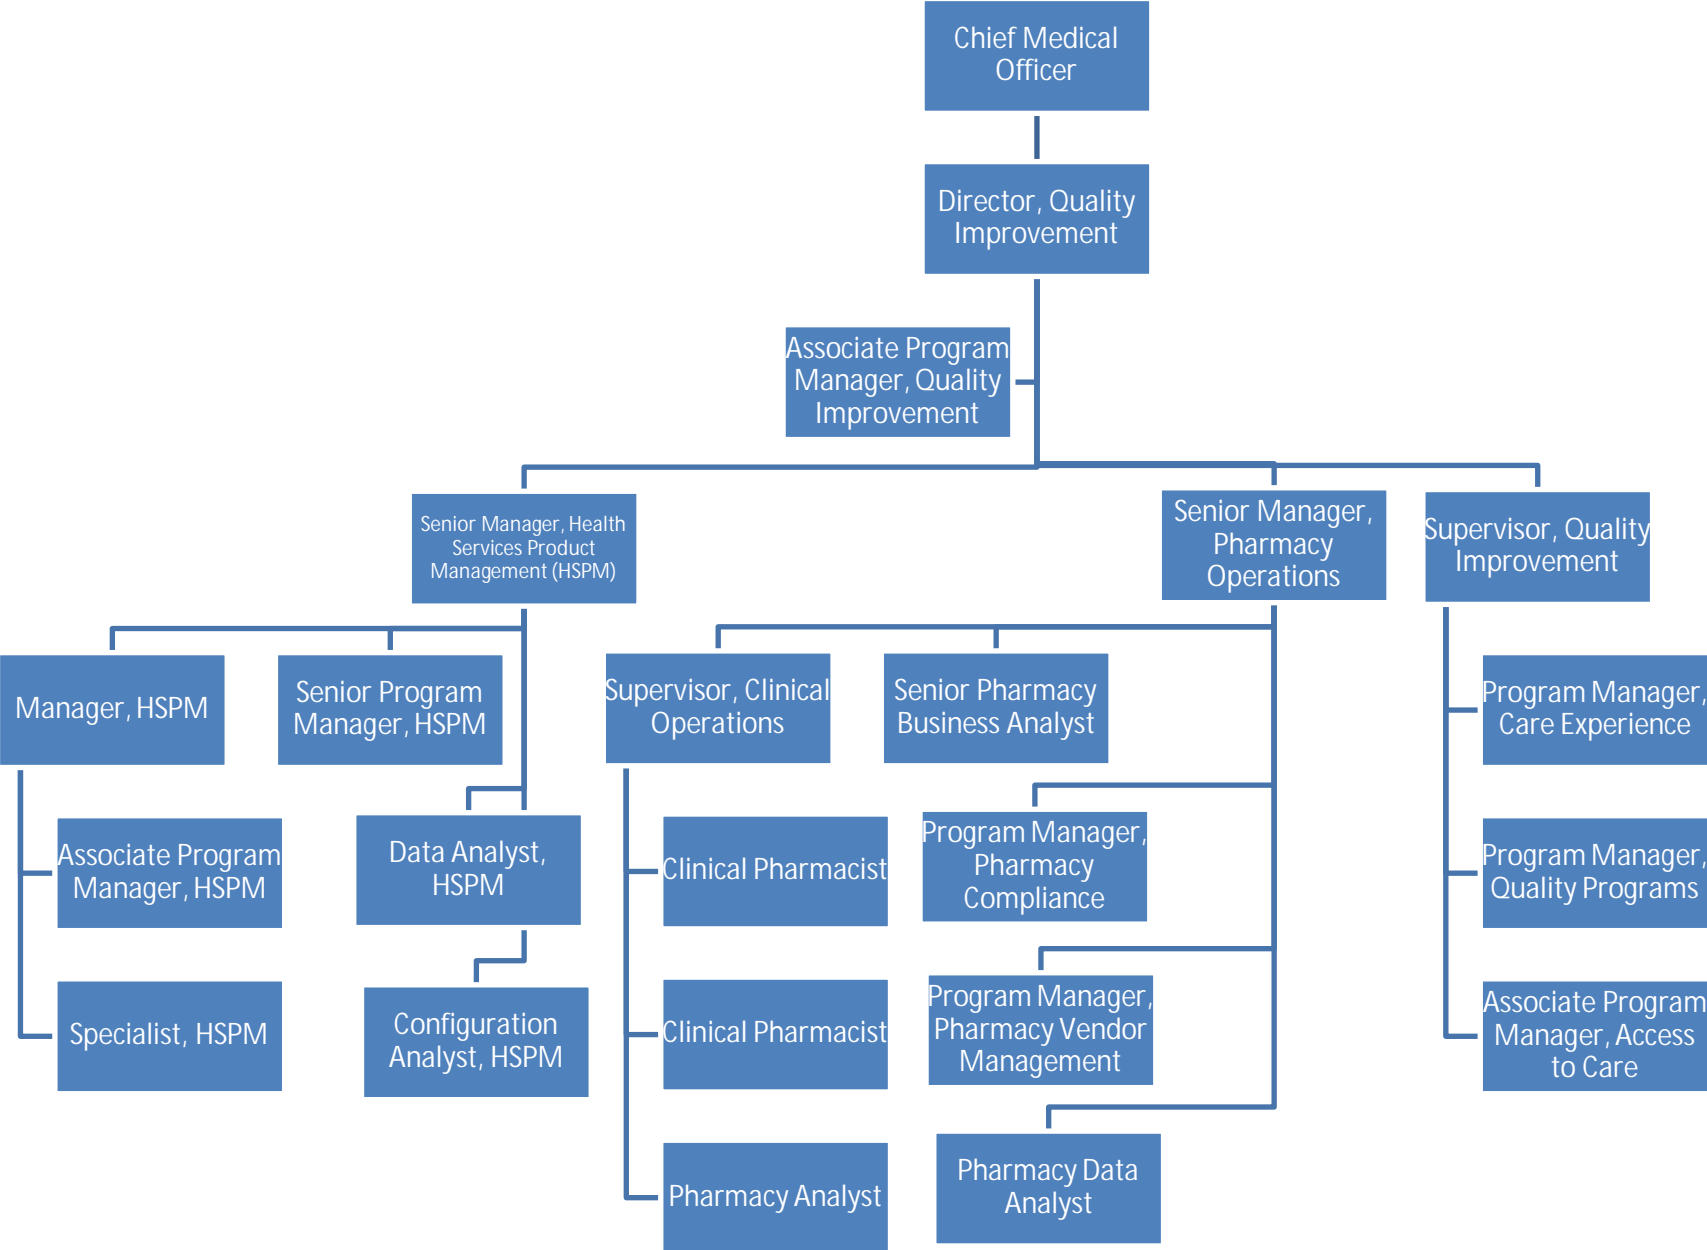 Chief Medical
Officer
Director, Quality
Improvement
Associate Program
Manager, Quality
Improvement
Senior Manager, Health
Services Product
Management (HSPM)
Senior Manager,
Pharmacy
Operations
Supervisor, Quality
Improvement
Manager, HSPM
Senior Program
Manager, HSPM
Supervisor, Clinical
Operations
Senior Pharmacy
Business Analyst
Program Manager,
Care Experience
Associate Program
Manager, HSPM
Data Analyst,
HSPM
Clinical Pharmacist
Program Manager,
Pharmacy
Compliance
Program Manager,
Quality Programs
Specialist, HSPM
Configuration
Analyst, HSPM
Clinical Pharmacist
Program Manager,
Pharmacy Vendor
Management
Associate Program
Manager, Access
to Care
Pharmacy Analyst
Pharmacy Data
Analyst